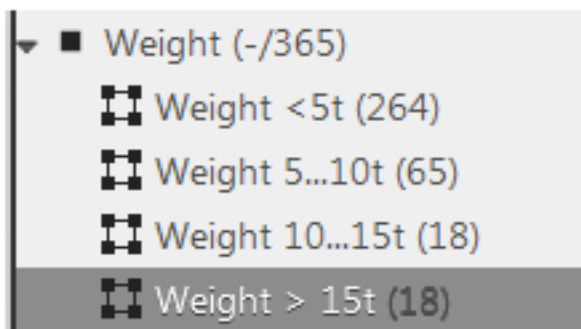 Weight (-/365)
Weight <5t (264)
Weight 5...10t (65)
Weight 10...15t (18)
Weight > 15t (18)